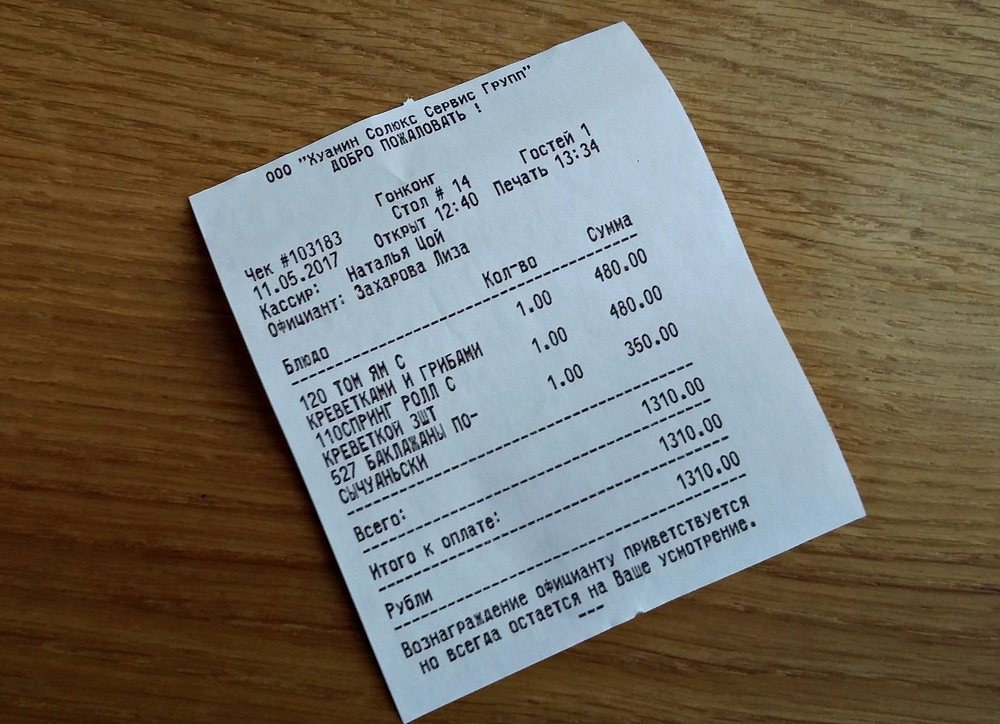 ООО "Хуамин Солюкс Сервис Групп"
ДОБРО ПОЖАЛОВАТЬ !
Гонконг
Стол # 14 Гостей 1
Чек #103183
11.05.2017 Открыт 12:40 Печать 13:34
Кассир: Наталья Цой
Официант: Захарова Лиза
Блюдо Кол-во Сумма
120 ТОМ ЯМ С 1.00 480.00
КРЕВЕТКАМИ И ГРИБАМИ
110СПРИНГ РОЛЛ С 1.00 480.00
КРЕВЕТКОЙ 3ШТ
527 БАКЛАЖАНЫ ПО- 1.00 350.00
СЫЧУАНЬСКИ
Всего: 1310.00
Итого к оплате: 1310.00
Рубли 1310.00
Вознаграждение официанту приветствуется
но всегда остается на Ваше усмотрение.
---